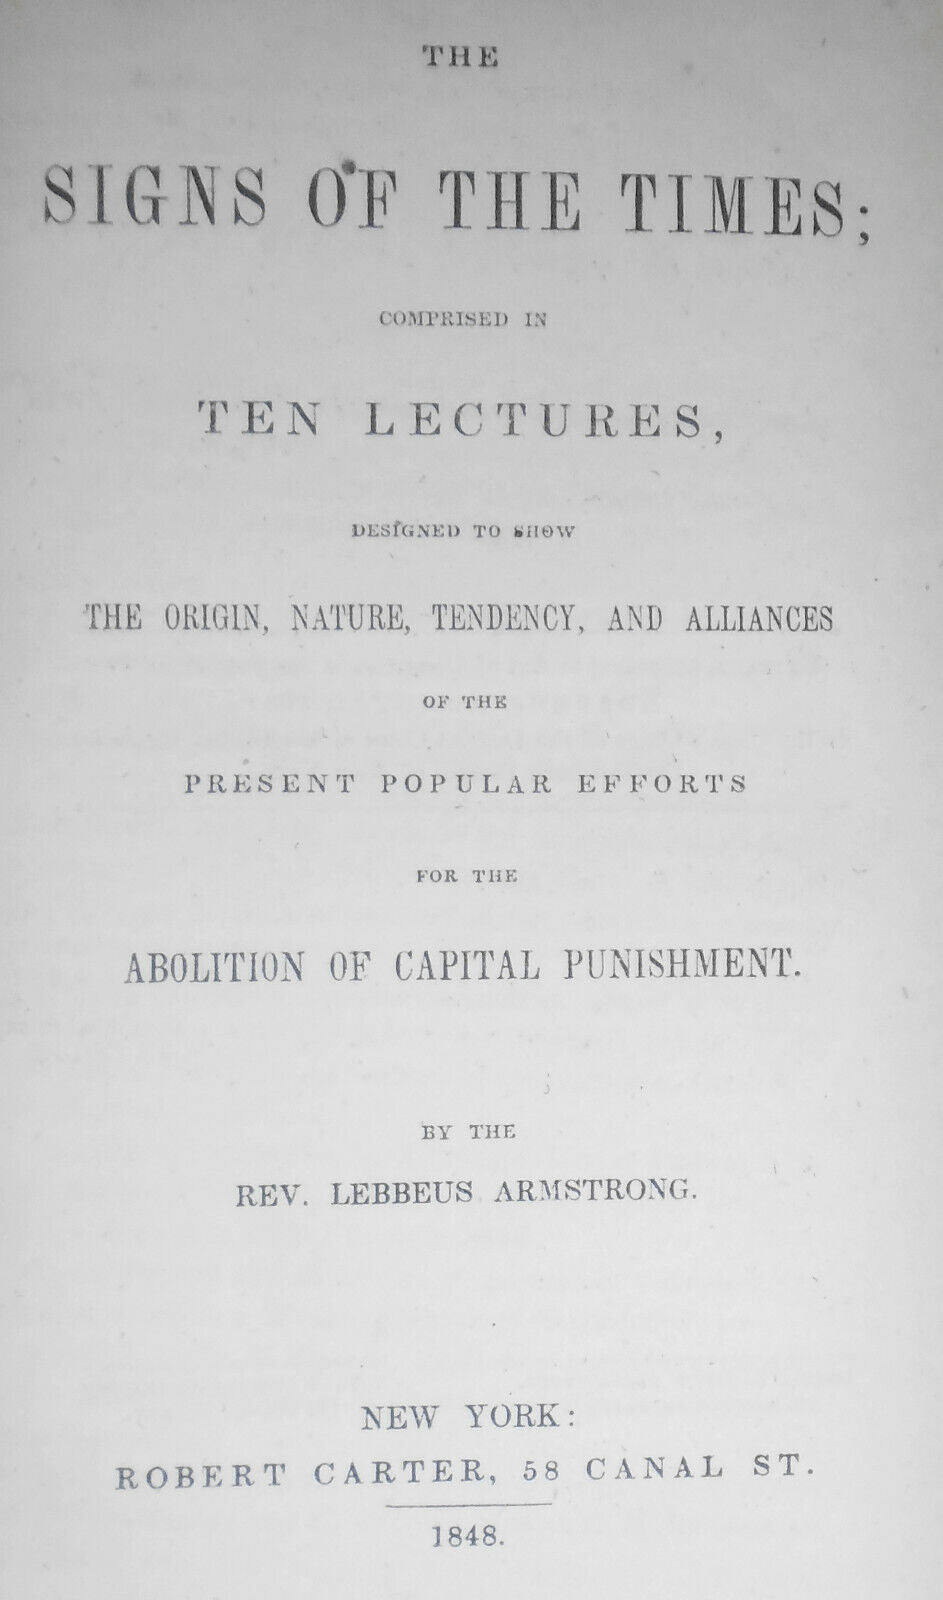 THE
SIGNS OF THE TIMES;
COMPRISED IN
TEN LECTURES,
DESIGNED TO SHOW
THE ORIGIN, NATURE, TENDENCY, AND ALLIANCES
OF THE
PRESENT POPULAR EFFORTS
FOR THE
ABOLITION OF CAPITAL PUNISHMENT.
BY THE
REV. LEBBEUS ARMSTRONG.
NEW YORK:
ROBERT CARTER, 58 CANAL ST.
1848.